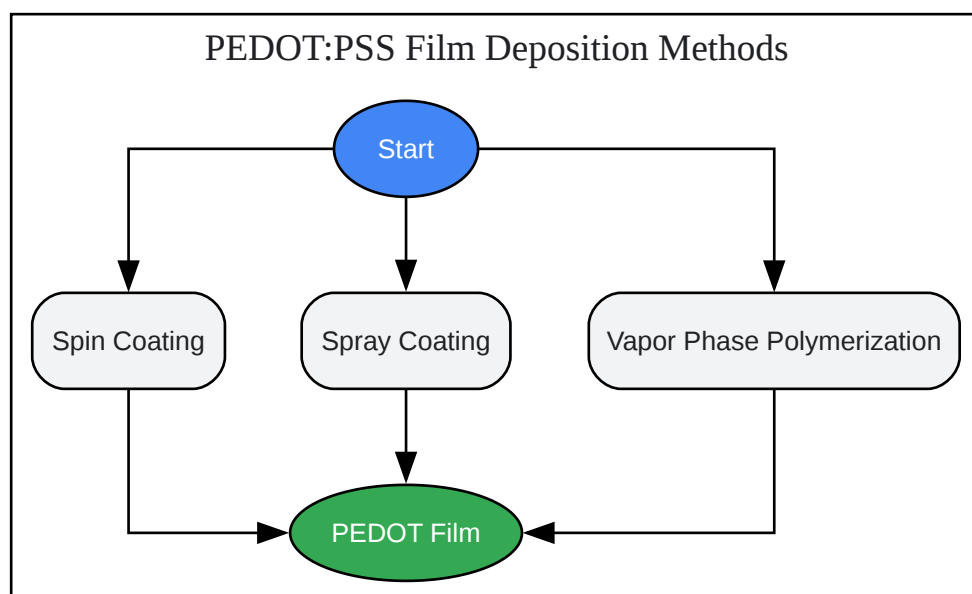 PEDOT:PSS Film Deposition Methods
Start
Spin Coating
Spray Coating
Vapor Phase Polymerization
PEDOT Film